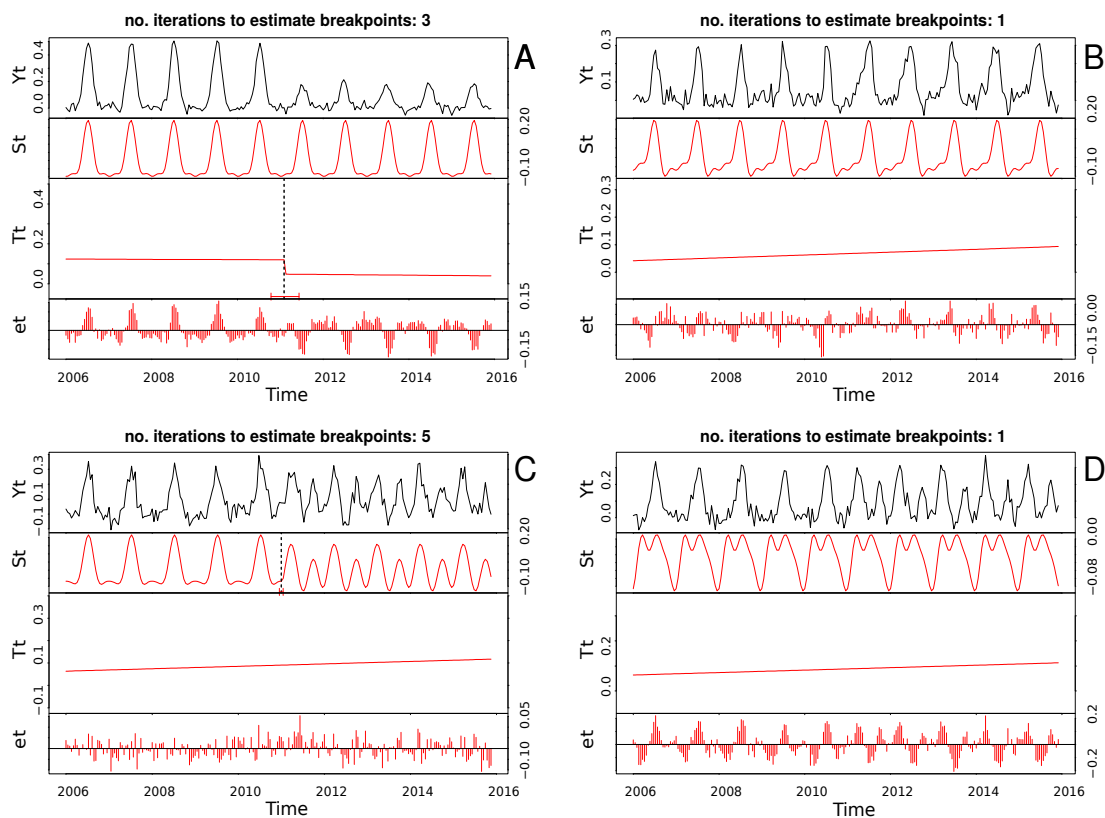 no. iterions to estimate breakpoints: 3
A
Yt
0.0 0.2 0.4
St
−0.10 0.20
Tt
0.0 0.2 0.4
et
−0.15 0.15
2006 2008 2010 2012 2014 2016
Time
no. iterations to estimate breakpoints: 1
B
Yt
0.1 0.3
St
−0.10 0.20
Tt
0.0 0.1 0.2 0.3
et
−0.15 0.00
2006 2008 2010 2012 2014 2016
Time
no. iterations to estimate breakpoints: 5
C
Yt
−0.1 0.1 0.3
St
−0.10 0.20
Tt
−0.1 0.1 0.3
et
−0.10 0.05
2006 2008 2010 2012 2014 2016
Time
no. iterations to estimate breakpoints: 1
D
Yt
0.0 0.2
St
−0.08 0.00
Tt
0.0 0.2
et
−0.2 0.2
2006 2008 2010 2012 2014 2016
Time